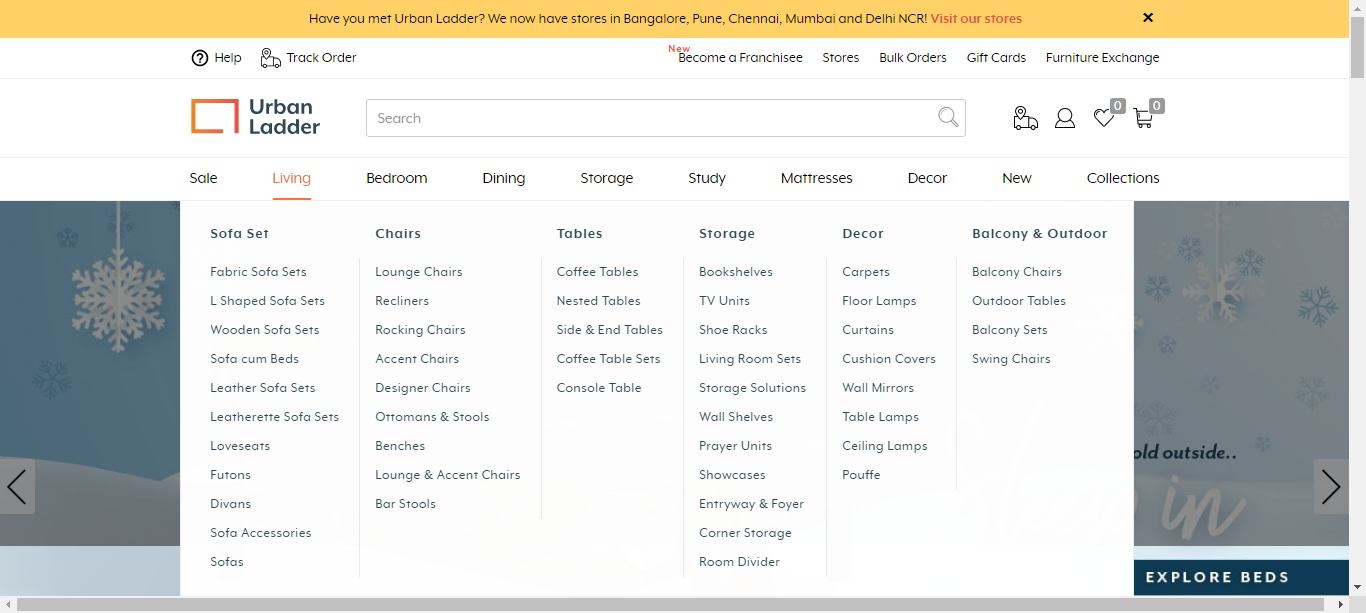 Have you met Urban Ladder? We now have stores in Bangalore, Pune, Chennai, Mumbai and Delhi NCR! Visit our stores
Help
Track Order
New
Become a Franchisee
Stores
Bulk Orders
Gift Cards
Furniture Exchange
Urban
Ladder
Search
0
0
Sale
Living
Bedroom
Dining
Storage
Study
Mattresses
Decor
New
Collections
Sofa Set
Fabric Sofa Sets
L Shaped Sofa Sets
Wooden Sofa Sets
Sofa cum Beds
Leather Sofa Sets
Leatherette Sofa Sets
Loveseats
Futons
Divans
Sofa Accessories
Sofas
Chairs
Lounge Chairs
Recliners
Rocking Chairs
Accent Chairs
Designer Chairs
Ottomans & Stools
Benches
Lounge & Accent Chairs
Bar Stools
Tables
Coffee Tables
Nested Tables
Side & End Tables
Coffee Table Sets
Console Table
Storage
Bookshelves
TV Units
Shoe Racks
Living Room Sets
Storage Solutions
Wall Shelves
Prayer Units
Showcases
Entryway & Foyer
Corner Storage
Room Divider
Decor
Carpets
Floor Lamps
Curtains
Cushion Covers
Wall Mirrors
Table Lamps
Ceiling Lamps
Pouffe
Balcony & Outdoor
Balcony Chairs
Outdoor Tables
Balcony Sets
Swing Chairs
old outside..
in
EXPLORE BEDS